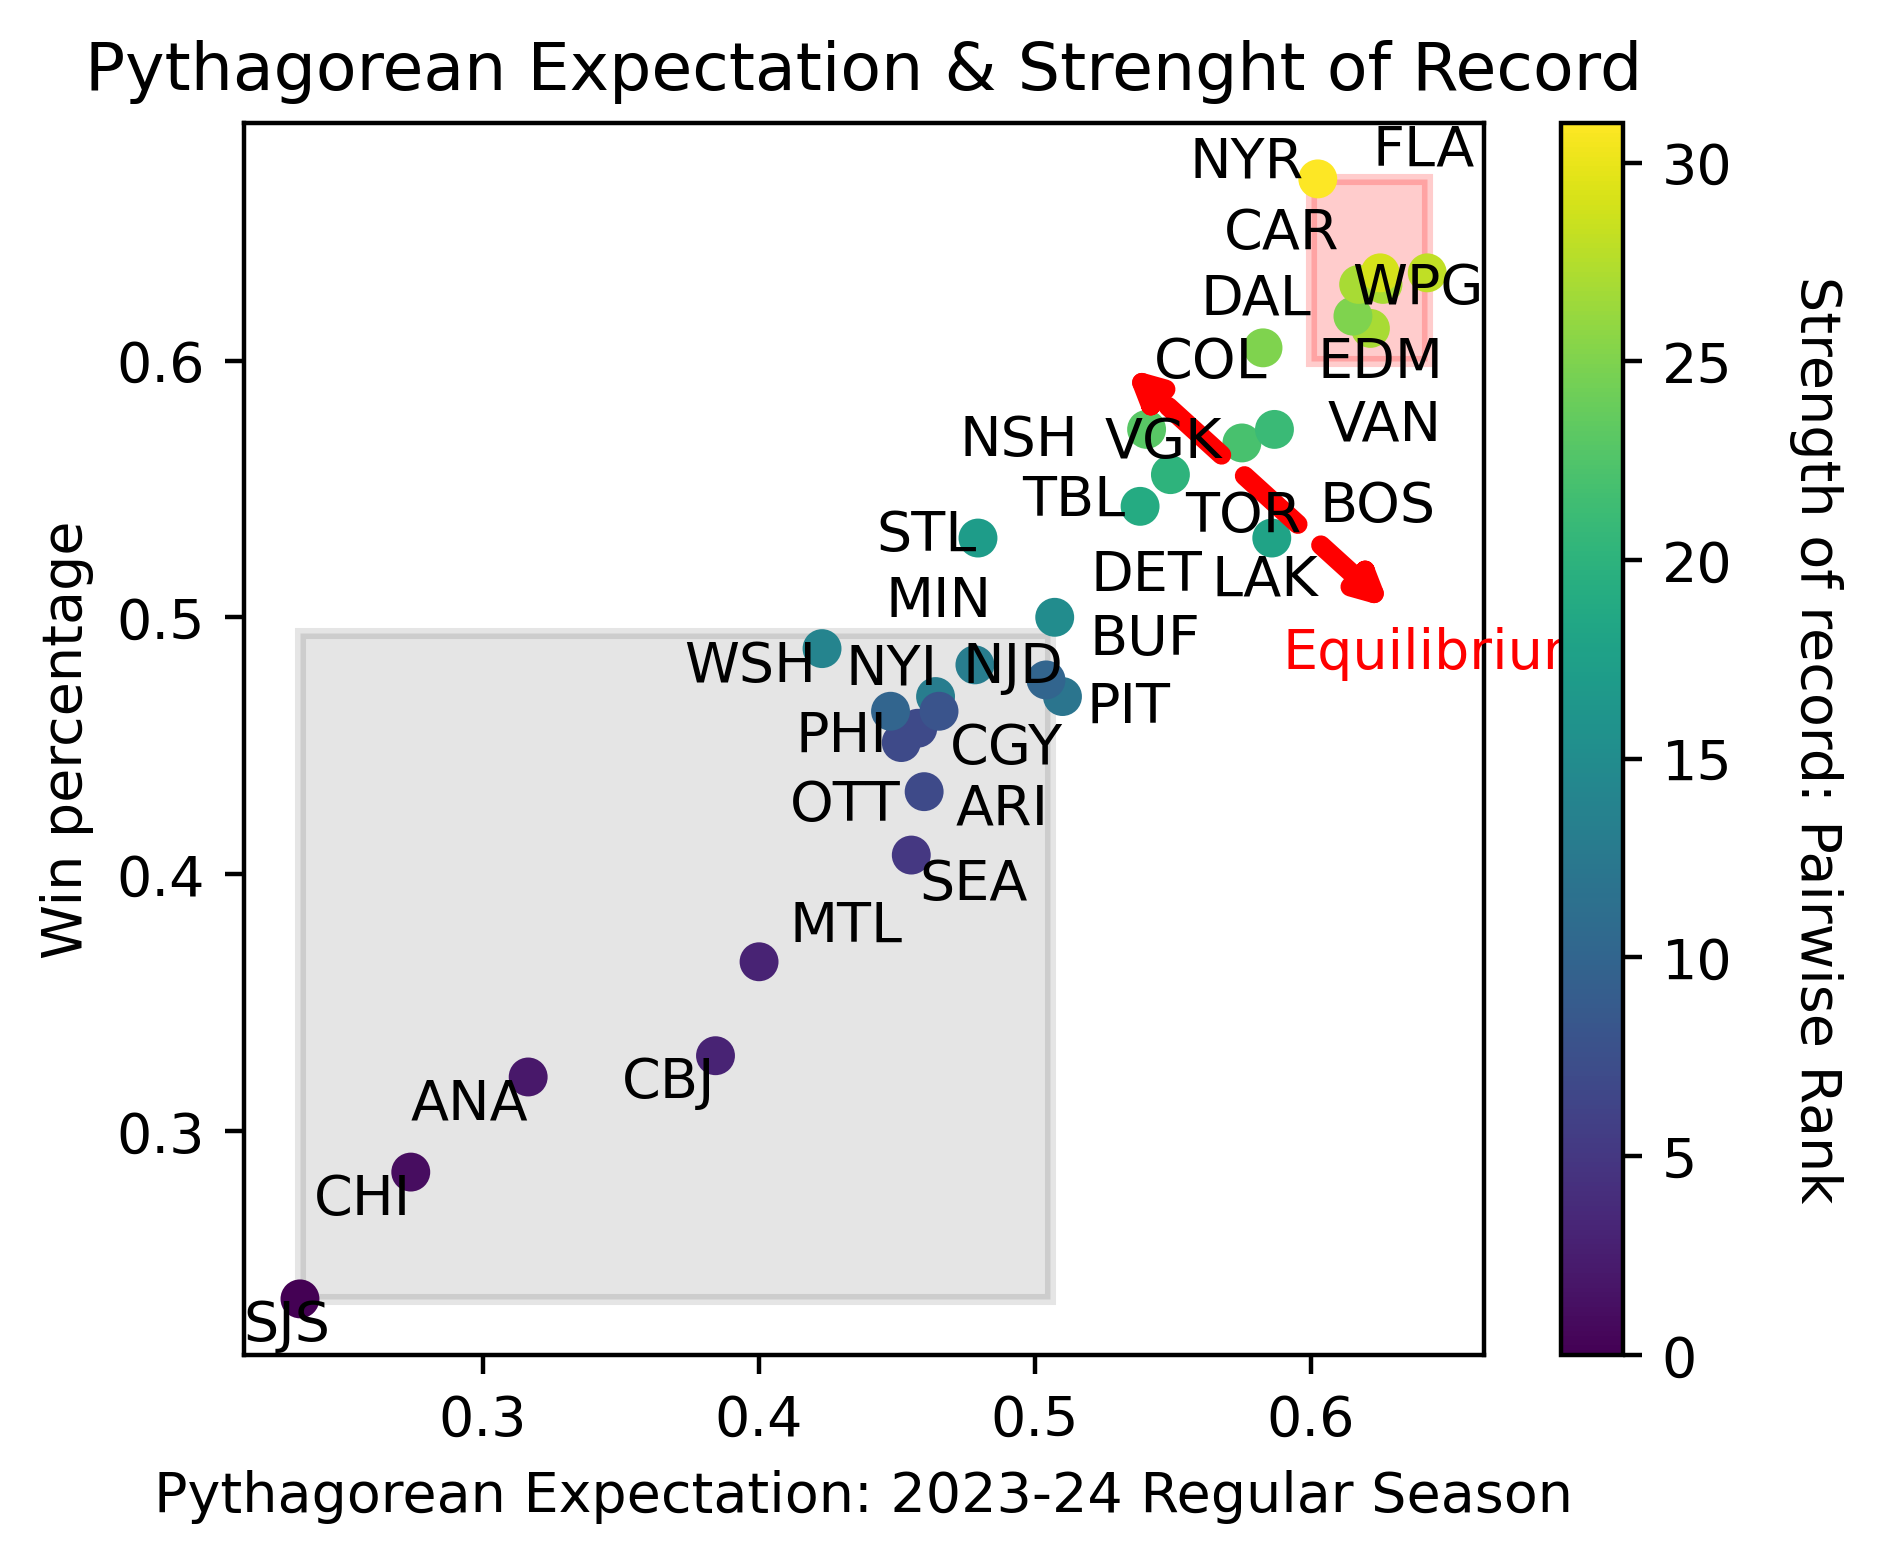 Pythagorean Expectation & Strenght of Record
FLA
NYR
CAR
WPG
DAL
COL
EDM
VAN
NSH
VGK
TBL
TOR
BOS
STL
DET
LAK
MIN
BUF
Equilibriur
WSH
NYI
NJD
PIT
PHI
CGY
OTT
ARI
SEA
MTL
CBJ
ANA
CHI
SJS
0.6
0.5
0.4
0.3
Win percentage
0.3 0.4 0.5 0.6
Pythagorean Expectation: 2023-24 Regular Season
30
25
20
15
10
5
0
Strength of record: Pairwise Rank